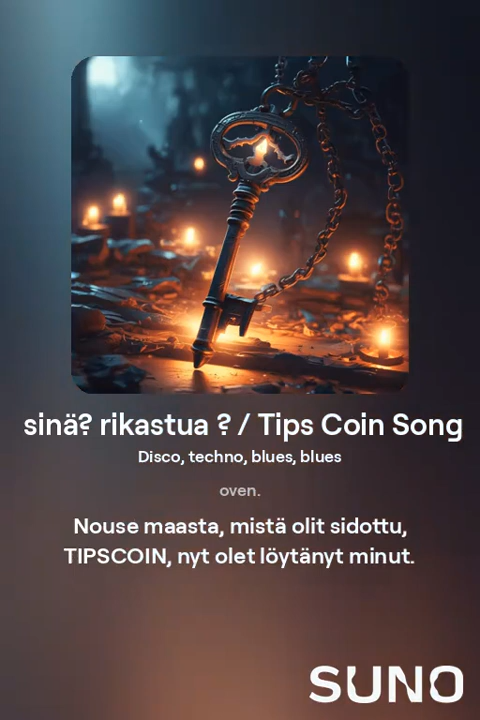 sinä? rikastua ? / Tips Coin Song
Disco, techno, blues, blues
oven.
Nouse maasta, mistä olit sidottu,
TIPSCOIN, nyt olet löytänyt minut.
SUNO